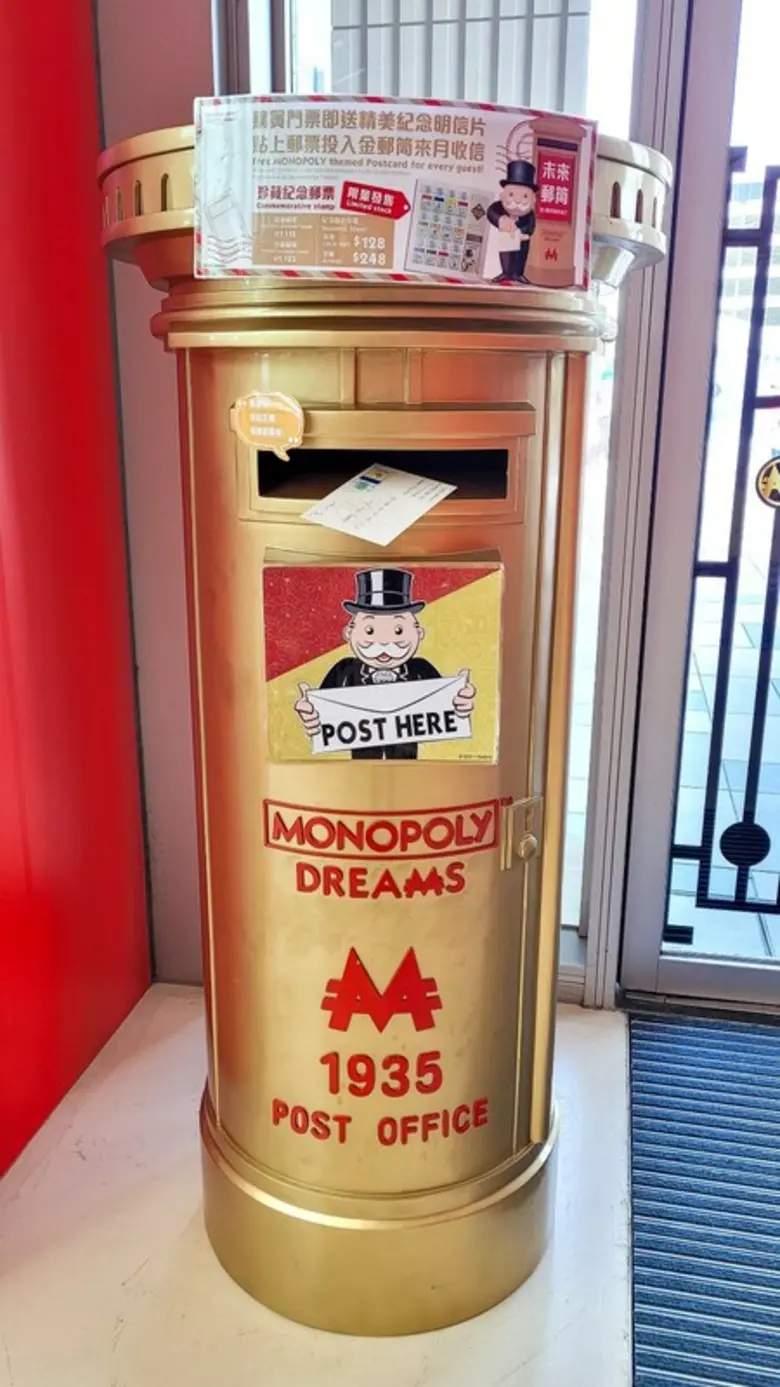 購買門票即送精美紀念明信片
貼上郵票投入金郵筒來月收信
Free MONOPOLY themed Postcard for every guest!
珍藏紀念郵票
Commemorative stamp
限量發售
Limited stock
$128
$248
未來
郵筒
POST HERE
MONOPOLY
DREAMS
1935
POST OFFICE